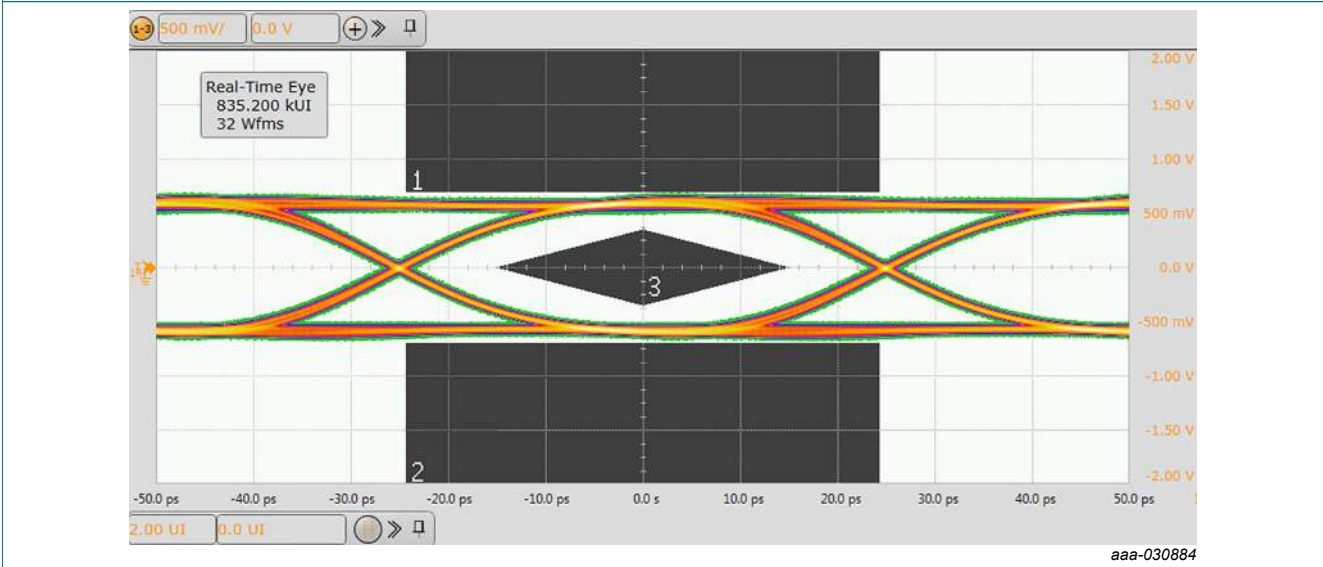 1-3 500 mV/ 0.0 V
Real-Time Eye
835.200 kUI
32 Wfms
2.00 V
1.50 V
1.00 V
1
500 mV
0.0 V
3
-500 mV
-1.00 V
-1.50 V
2
-2.00 V
-50.0 ps -40.0 ps -30.0 ps -20.0 ps -10.0 ps 0.0 s 10.0 ps 20.0 ps 30.0 ps 40.0 ps 50.0 ps
2.00 UI 0.0 UI
aaa-030884